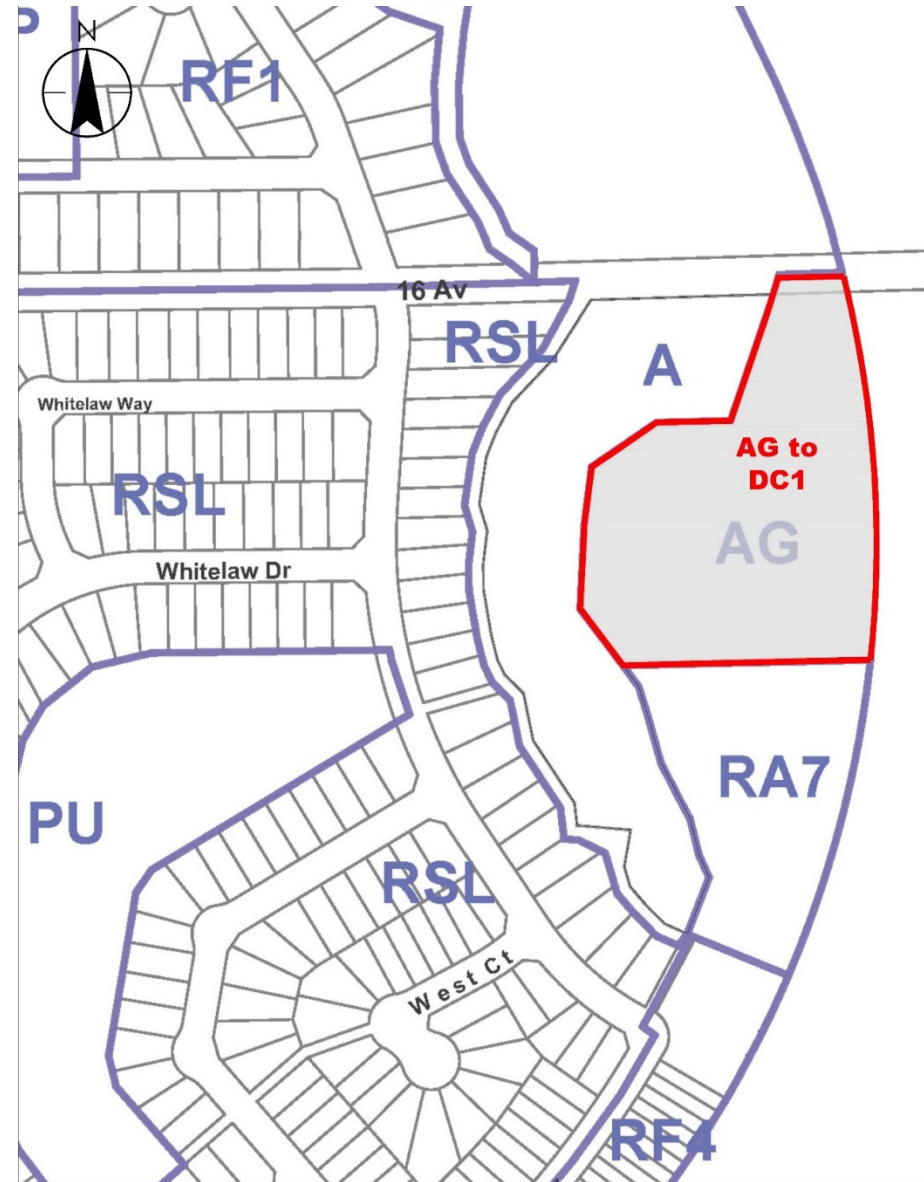 N
RF1
16 Av
RSL
A
Whitelaw Way
AG to
DC1
RSL
AG
Whitelaw Dr
RA7
PU
RSL
West Ct
RF4